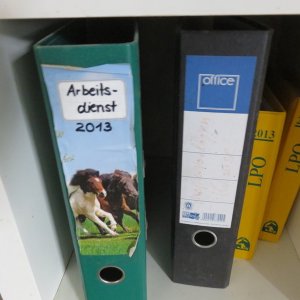 Arbeits-
dienst
2013
office
2013
LPO
LPO